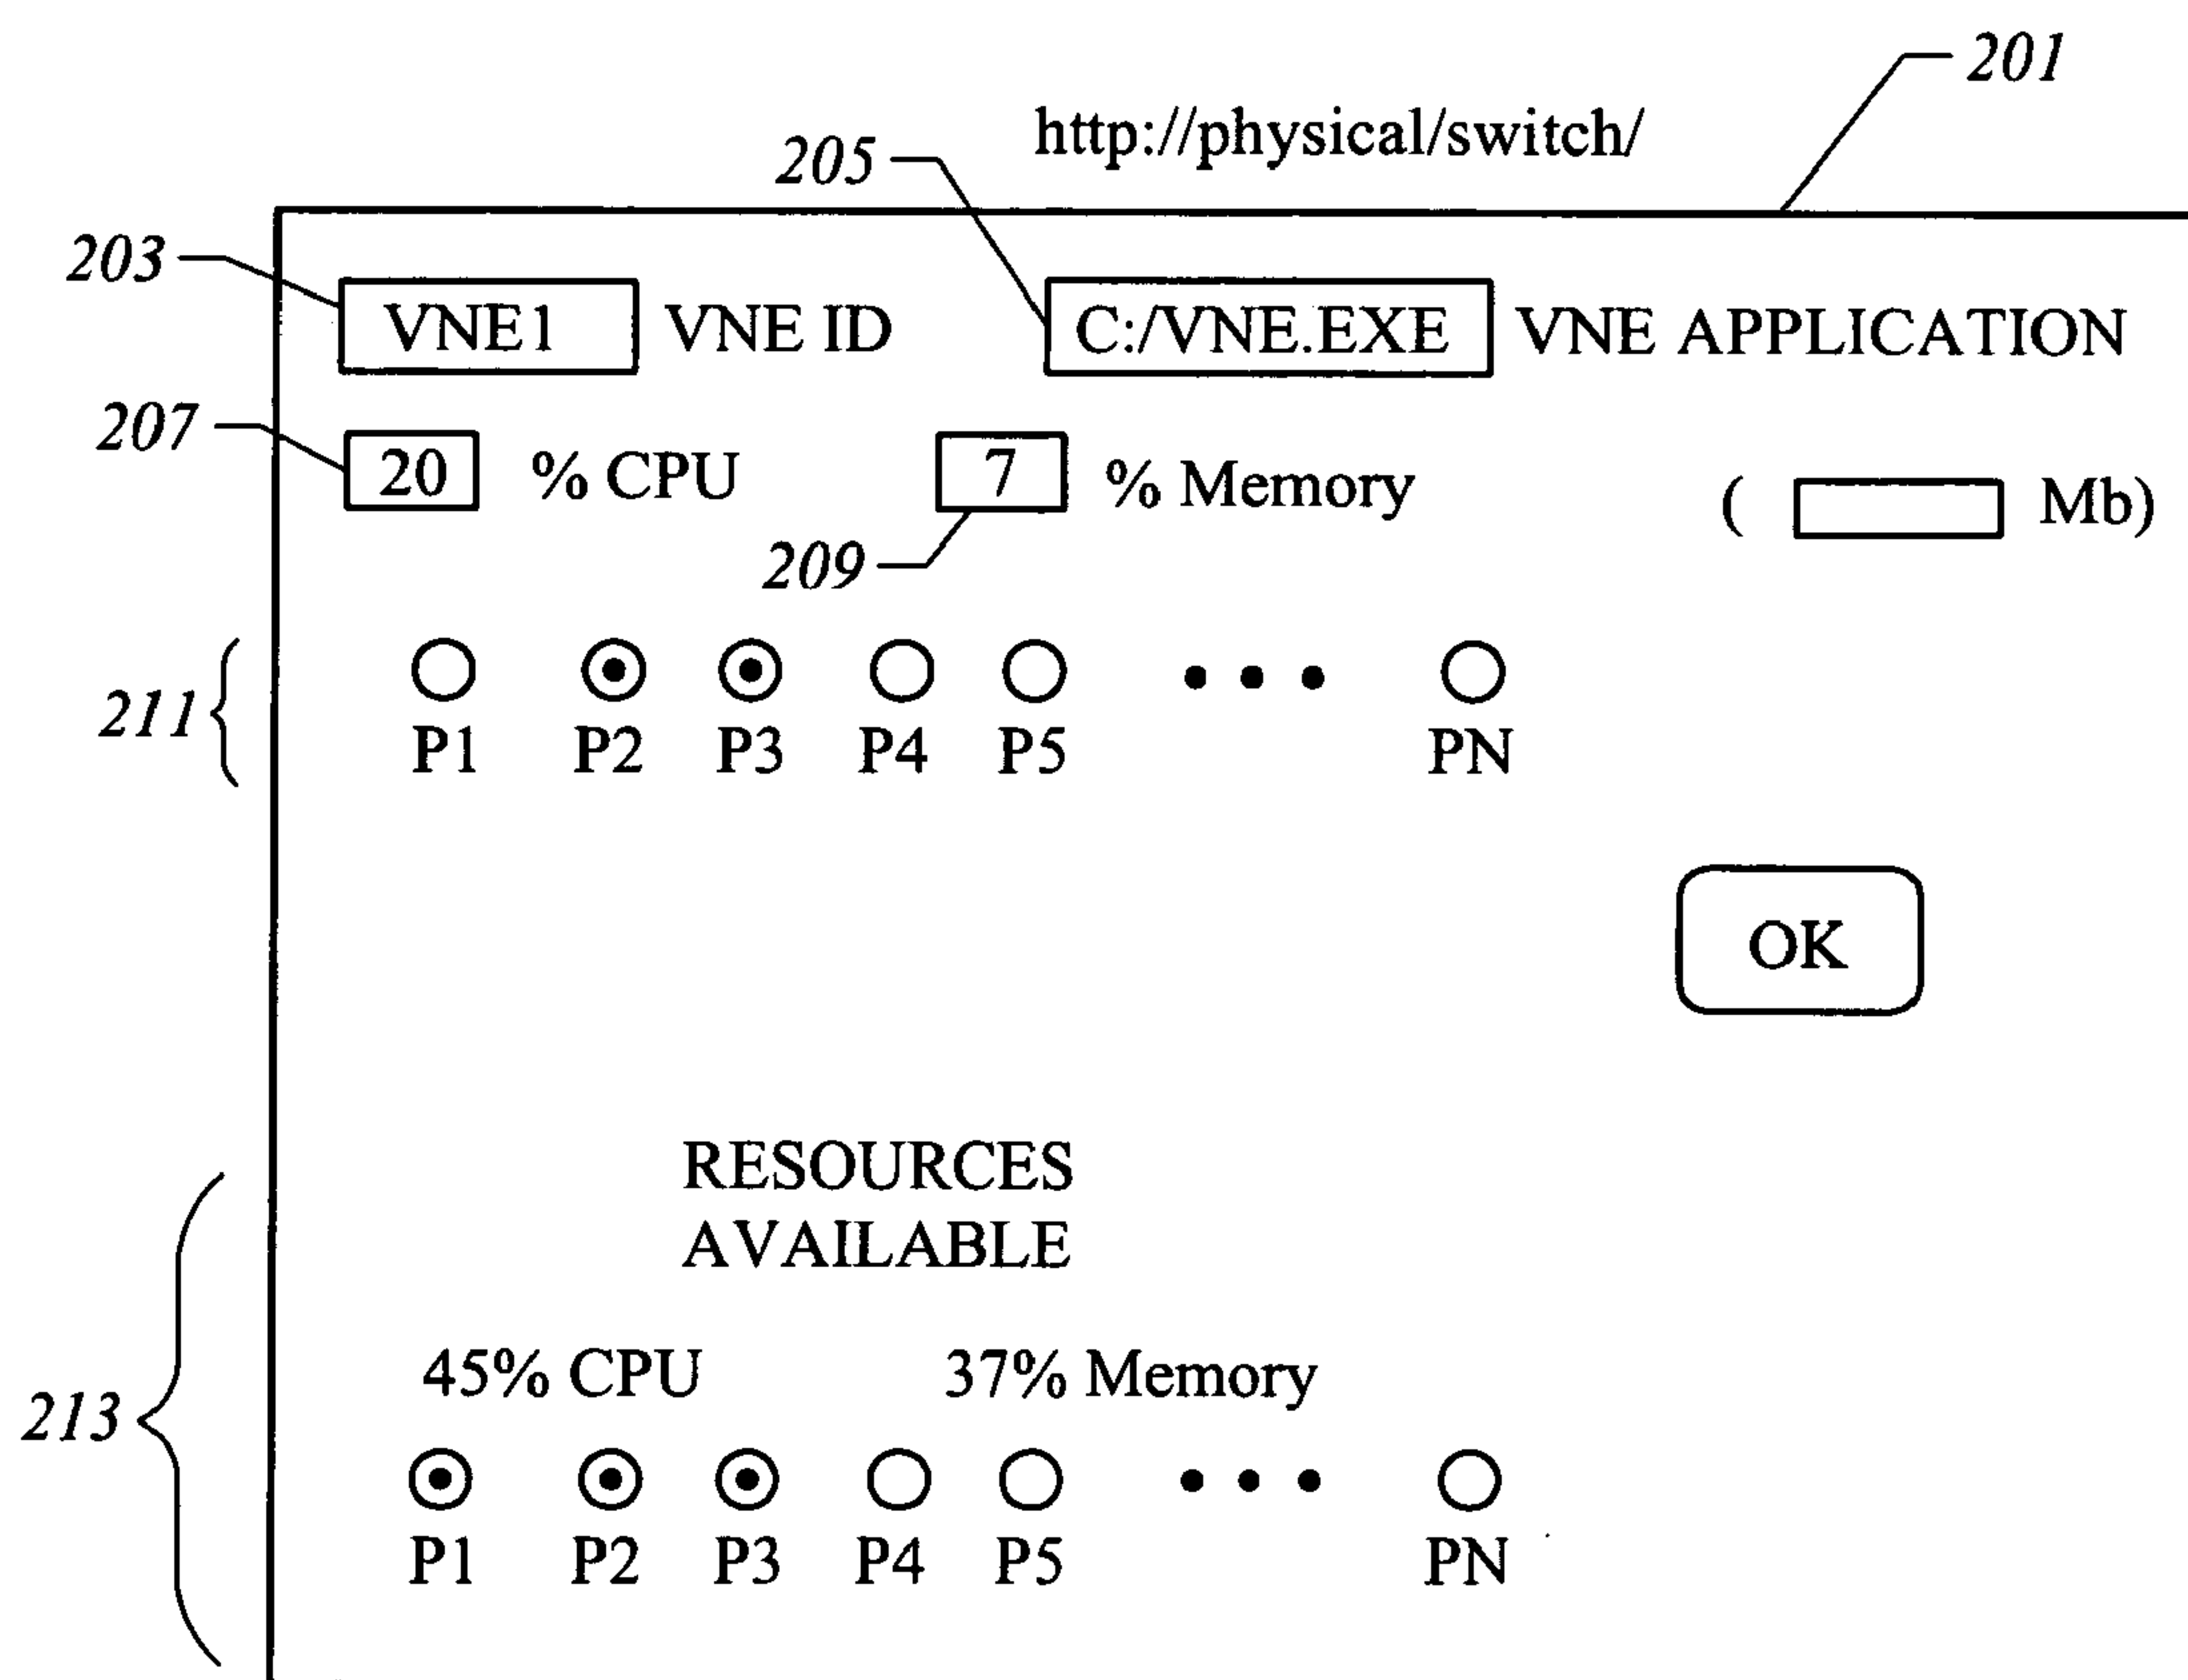 201
http://physical/switch/
205
203
VNE1 VNE ID C:/VNE.EXE VNE APPLICATION
207
20 % CPU 7 % Memory ( Mb)
209
211
P1 P2 P3 P4 P5 PN
OK
RESOURCES
AVAILABLE
45% CPU 37% Memory
213
P1 P2 P3 P4 P5 PN